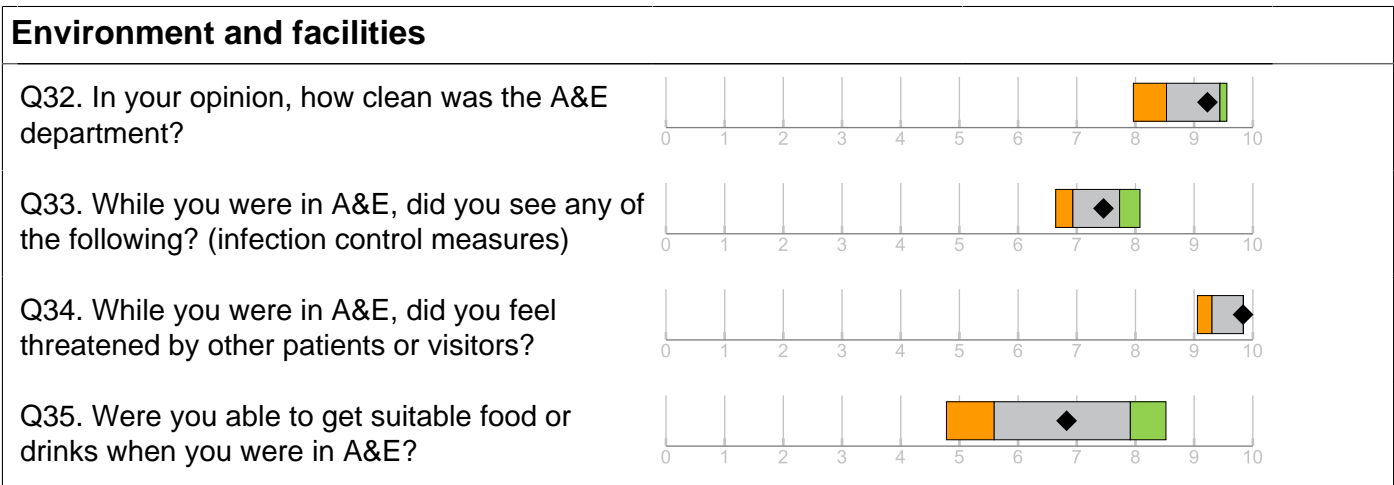 Environment and facilities
Q32. In your opinion, how clean was the A&E
department?
0 1 2 3 4 5 6 7 8 9 10
Q33. While you were in A&E, did you see any of
the following? (infection control measures)
0 1 2 3 4 5 6 7 8 9 10
Q34. While you were in A&E, did you feel
threatened by other patients or visitors?
0 1 2 3 4 5 6 7 8 9 10
Q35. Were you able to get suitable food or
drinks when you were in A&E?
0 1 2 3 4 5 6 7 8 9 10